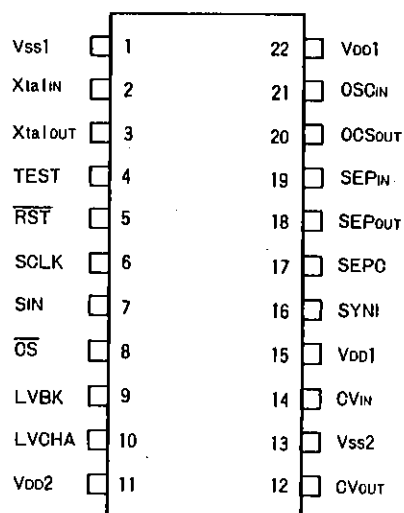 Vss1 1 22 VDD1
XtalIN 2 21 OSCIN
XtalOUT 3 20 OCSOUT
TEST 4 19 SEPIN
R̅S̅T̅ 5 18 SEPOUT
SCLK 6 17 SEPC
SIN 7 16 SYNI
C̅S̅ 8 15 VDD1
LVBK 9 14 CVIN
LVCHA 10 13 Vss2
VDD2 11 12 CVOUT